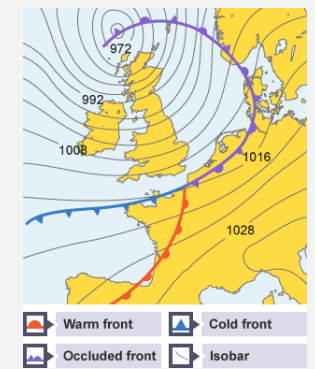 972
992
1008
1016
1028
Warm front
Cold front
Occluded front
Isobar